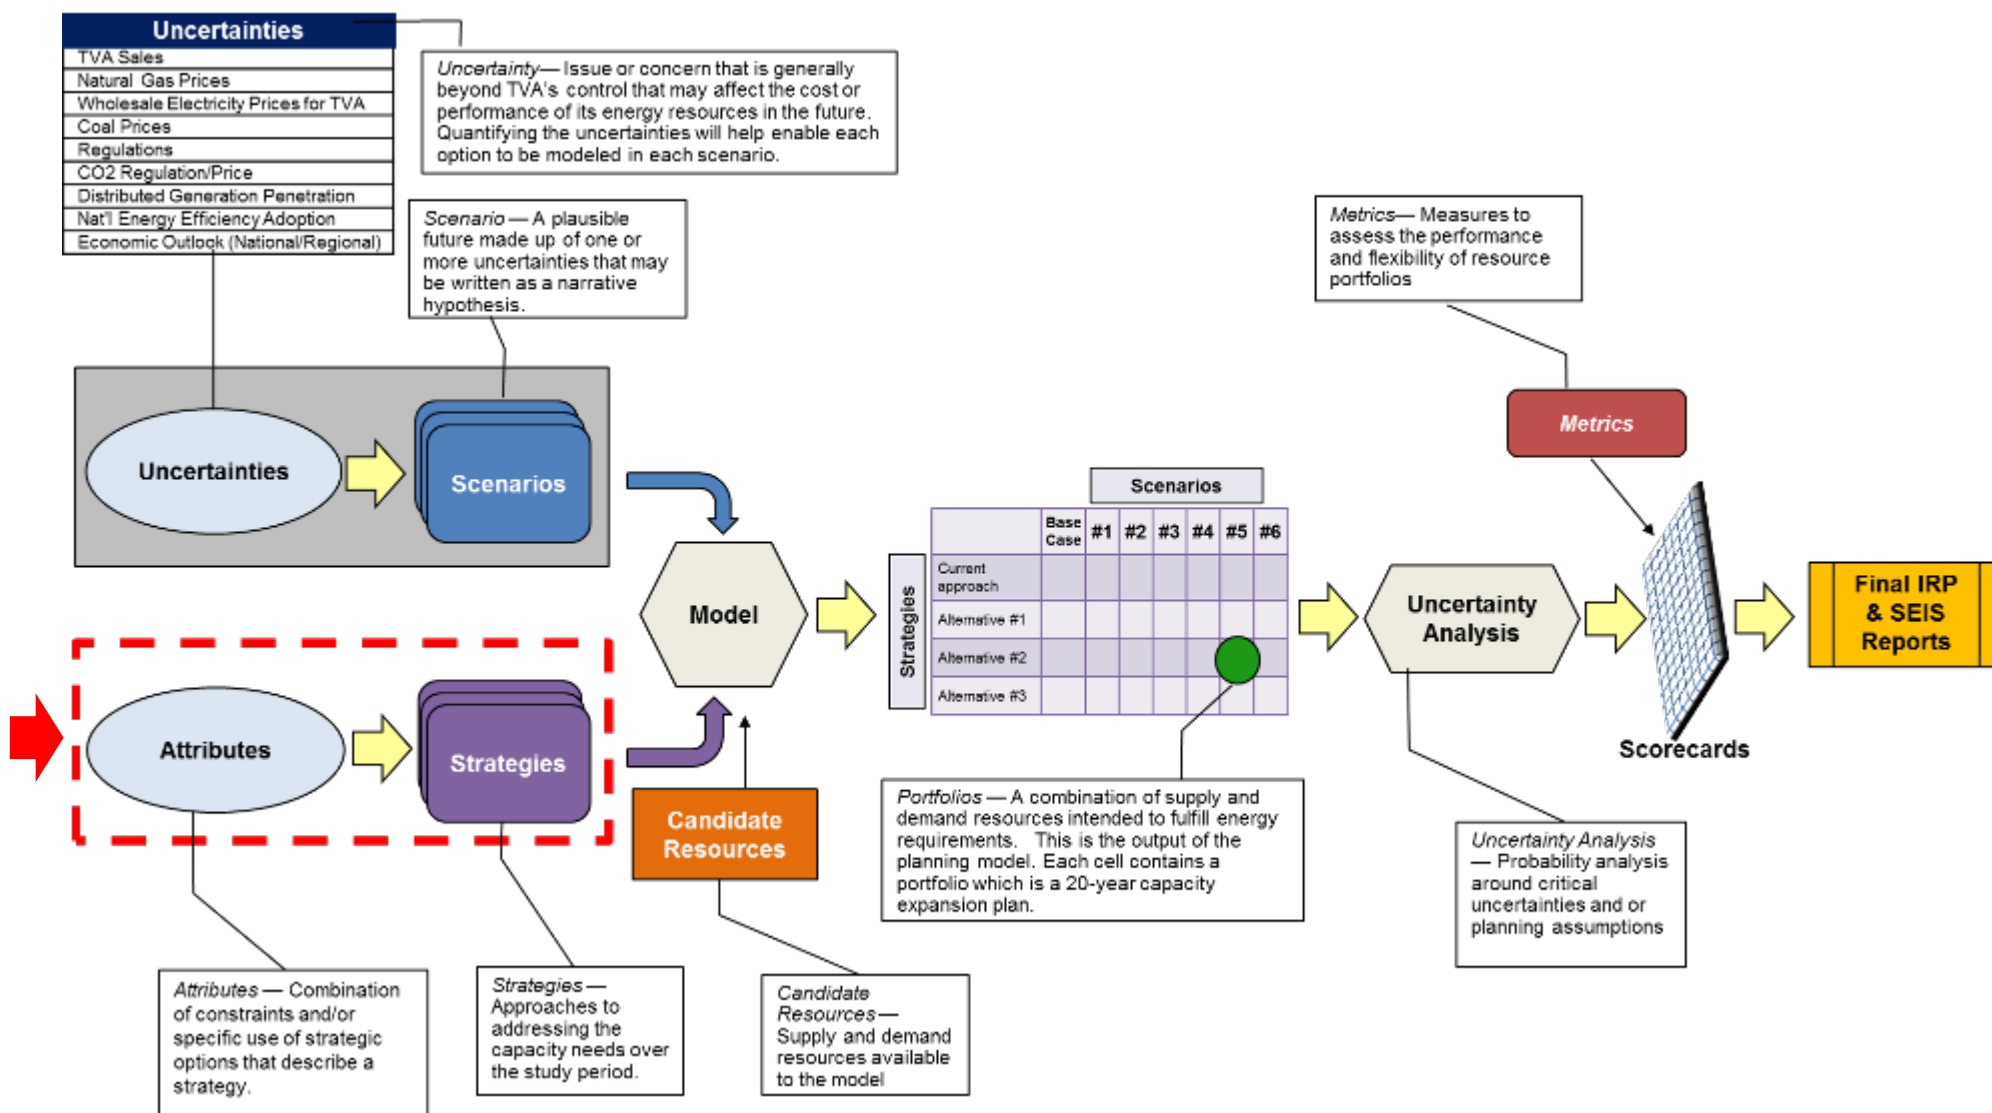 Uncertainties
TVA Sales
Natural Gas Prices
Wholesale Electricity Prices for TVA
Coal Prices
Regulations
CO2 Regulation/Price
Distributed Generation Penetration
Nat'l Energy Efficiency Adoption
Economic Outlook (National/Regional)
Uncertainty— Issue or concern that is generally
beyond TVA's control that may affect the cost or
performance of its energy resources in the future.
Quantifying the uncertainties will help enable each
option to be modeled in each scenario.
Scenario — A plausible
future made up of one or
more uncertainties that may
be written as a narrative
hypothesis.
Metrics— Measures to
assess the performance
and flexibility of resource
portfolios
Uncertainties
Scenarios
Metrics
Scenarios
Base
Case
#1
#2
#3
#4
#5
#6
Strategies
Current
approach
Alternative #1
Alternative #2
Alternative #3
Model
Uncertainty
Analysis
Scorecards
Final IRP
& SEIS
Reports
Attributes
Strategies
Candidate
Resources
Portfolios — A combination of supply and
demand resources intended to fulfill energy
requirements. This is the output of the
planning model. Each cell contains a
portfolio which is a 20-year capacity
expansion plan.
Uncertainty Analysis
— Probability analysis
around critical
uncertainties and or
planning assumptions
Attributes — Combination
of constraints and/or
specific use of strategic
options that describe a
strategy.
Strategies —
Approaches to
addressing the
capacity needs over
the study period.
Candidate
Resources —
Supply and demand
resources available
to the model